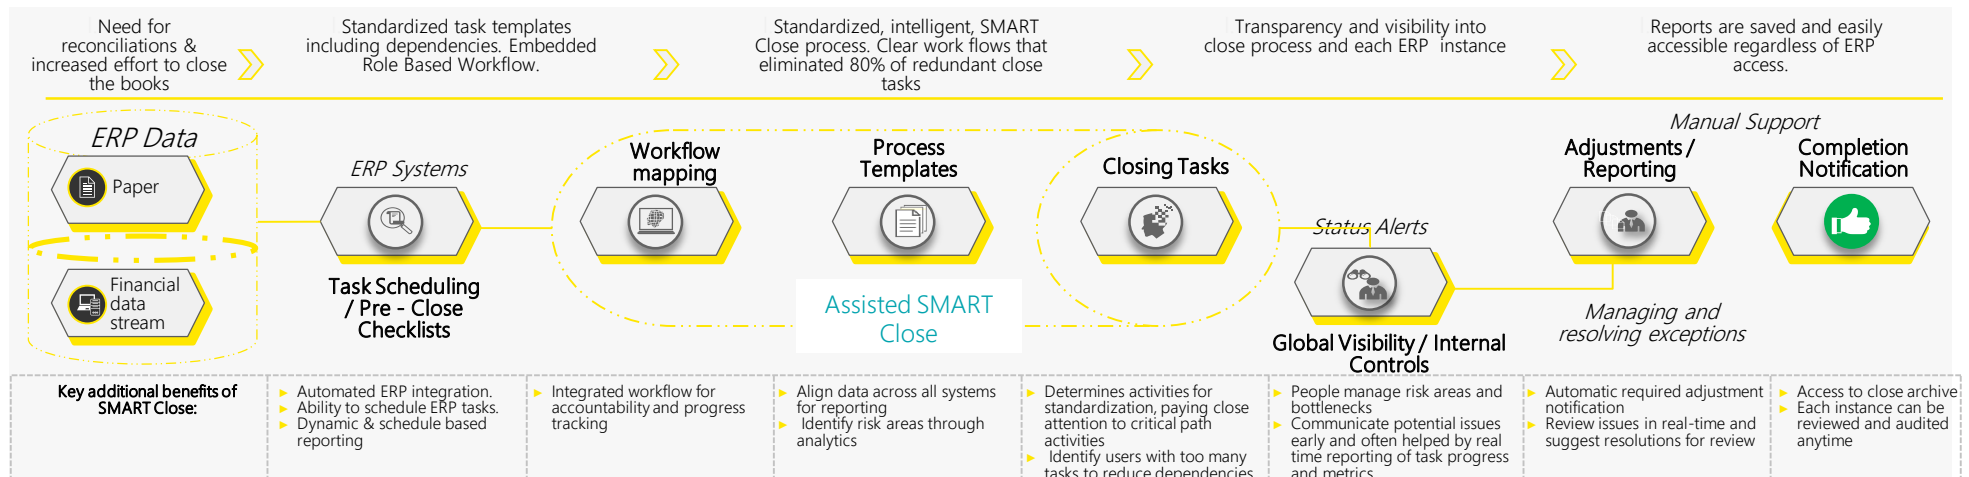 Need for
reconciliations &
increased effort to close
the books
Standardized task templates
including dependencies. Embedded
Role Based Workflow.
Standardized, intelligent, SMART
Close process. Clear work flows that
eliminated 80% of redundant close
tasks
Transparency and visibility into
close process and each ERP instance
Reports are saved and easily
accessible regardless of ERP
access.
ERP Data
Paper
Financial
data
stream
ERP Systems
Task Scheduling
/ Pre - Close
Checklists
Workflow
mapping
Process
Templates
Assisted SMART
Close
Closing Tasks
Status Alerts
Global Visibility / Internal
Controls
Manual Support
Adjustments /
Reporting
Managing and
resolving exceptions
Completion
Notification
Key additional benefits of
SMART Close:
► Automated ERP integration.
► Ability to schedule ERP tasks.
► Dynamic & schedule based
reporting
► Integrated workflow for
accountability and progress
tracking
► Align data across all systems
for reporting
► Identify risk areas through
analytics
► Determines activities for
standardization, paying close
attention to critical path
activities
► Identify users with too many
tasks to reduce dependencies
► People manage risk areas and
bottlenecks
► Communicate potential issues
early and often helped by real
time reporting of task progress
and metrics
► Automatic required adjustment
notification
► Review issues in real-time and
suggest resolutions for review
► Access to close archive
► Each instance can be
reviewed and audited
anytime